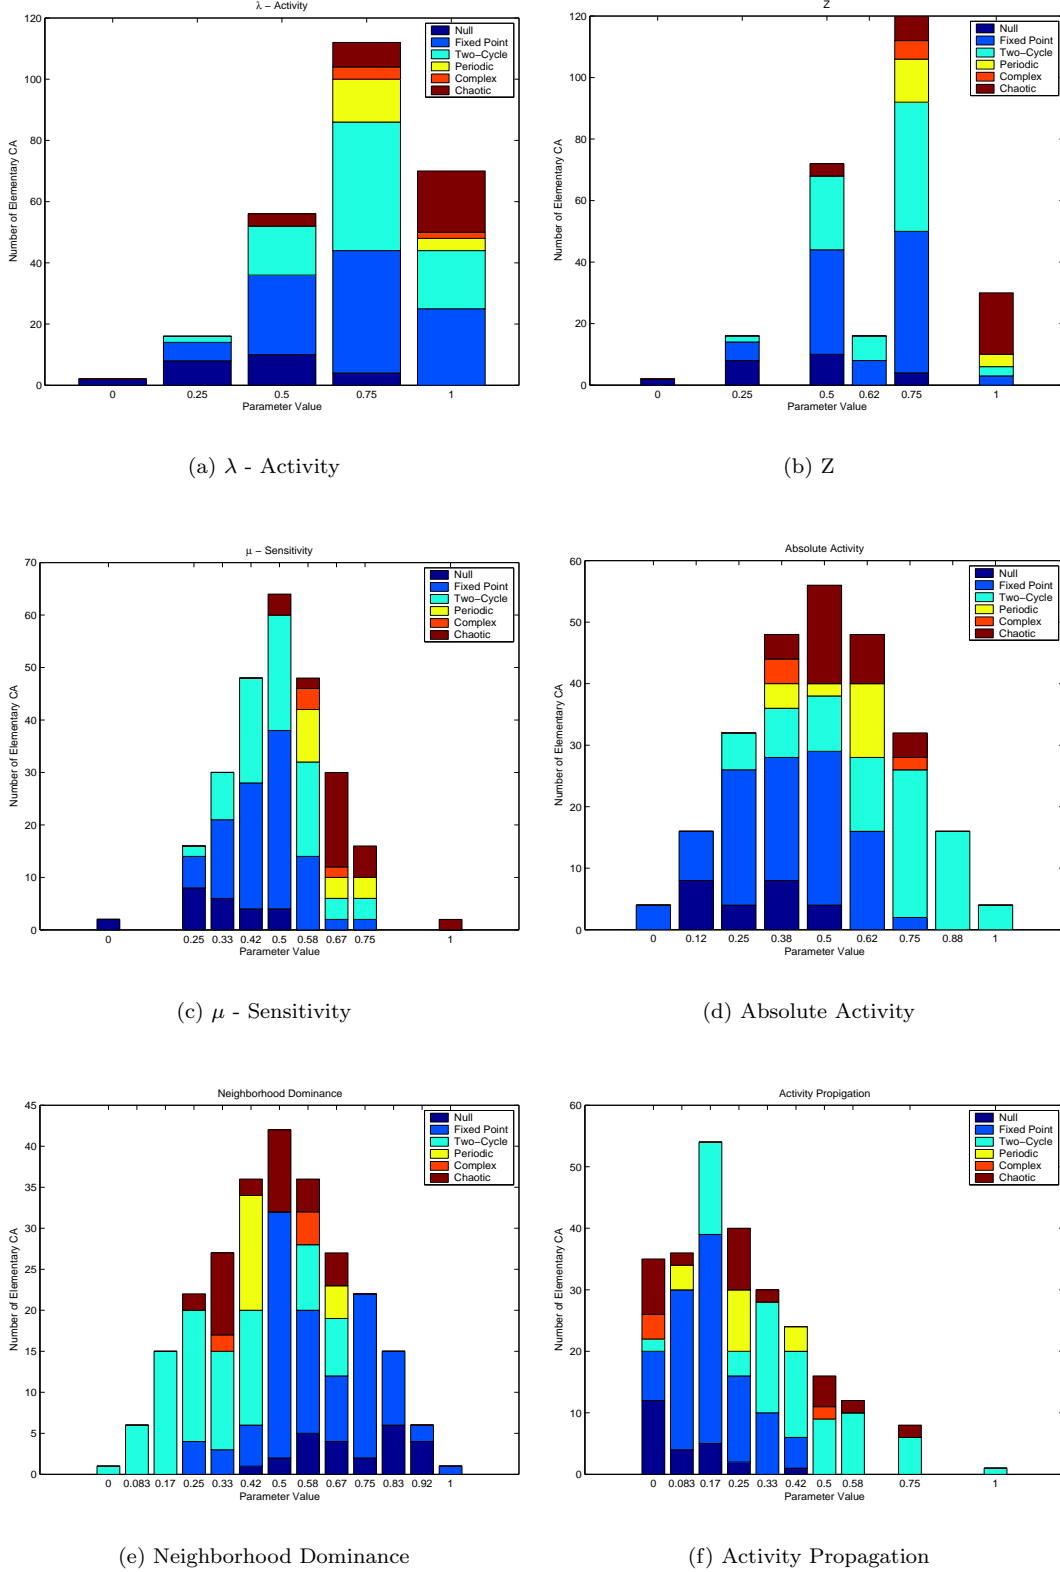 λ − Activity
Number of Elementary CA
120
100
80
60
40
20
0
0 0.25 0.5 0.75 1
Parameter Value
Null
Fixed Point
Two−Cycle
Periodic
Complex
Chaotic
(a) λ - Activity
Z
Number of Elementary CA
120
100
80
60
40
20
0
0 0.25 0.5 0.62 0.75 1
Parameter Value
Null
Fixed Point
Two−Cycle
Periodic
Complex
Chaotic
(b) Z
μ − Sensitivity
Number of Elementary CA
70
60
50
40
30
20
10
0
0 0.25 0.33 0.42 0.5 0.58 0.67 0.75 1
Parameter Value
Null
Fixed Point
Two−Cycle
Periodic
Complex
Chaotic
(c) μ - Sensitivity
Absolute Activity
Number of Elementary CA
60
50
40
30
20
10
0
0 0.12 0.25 0.38 0.5 0.62 0.75 0.88 1
Parameter Value
Null
Fixed Point
Two−Cycle
Periodic
Complex
Chaotic
(d) Absolute Activity
Neighborhood Dominance
Number of Elementary CA
45
40
35
30
25
20
15
10
5
0
0 0.083 0.17 0.25 0.33 0.42 0.5 0.58 0.67 0.75 0.83 0.92 1
Parameter Value
Null
Fixed Point
Two−Cycle
Periodic
Complex
Chaotic
(e) Neighborhood Dominance
Activity Propigation
Number of Elementary CA
60
50
40
30
20
10
0
0 0.083 0.17 0.25 0.33 0.42 0.5 0.58 0.75 1
Parameter Value
Null
Fixed Point
Two−Cycle
Periodic
Complex
Chaotic
(f) Activity Propagation